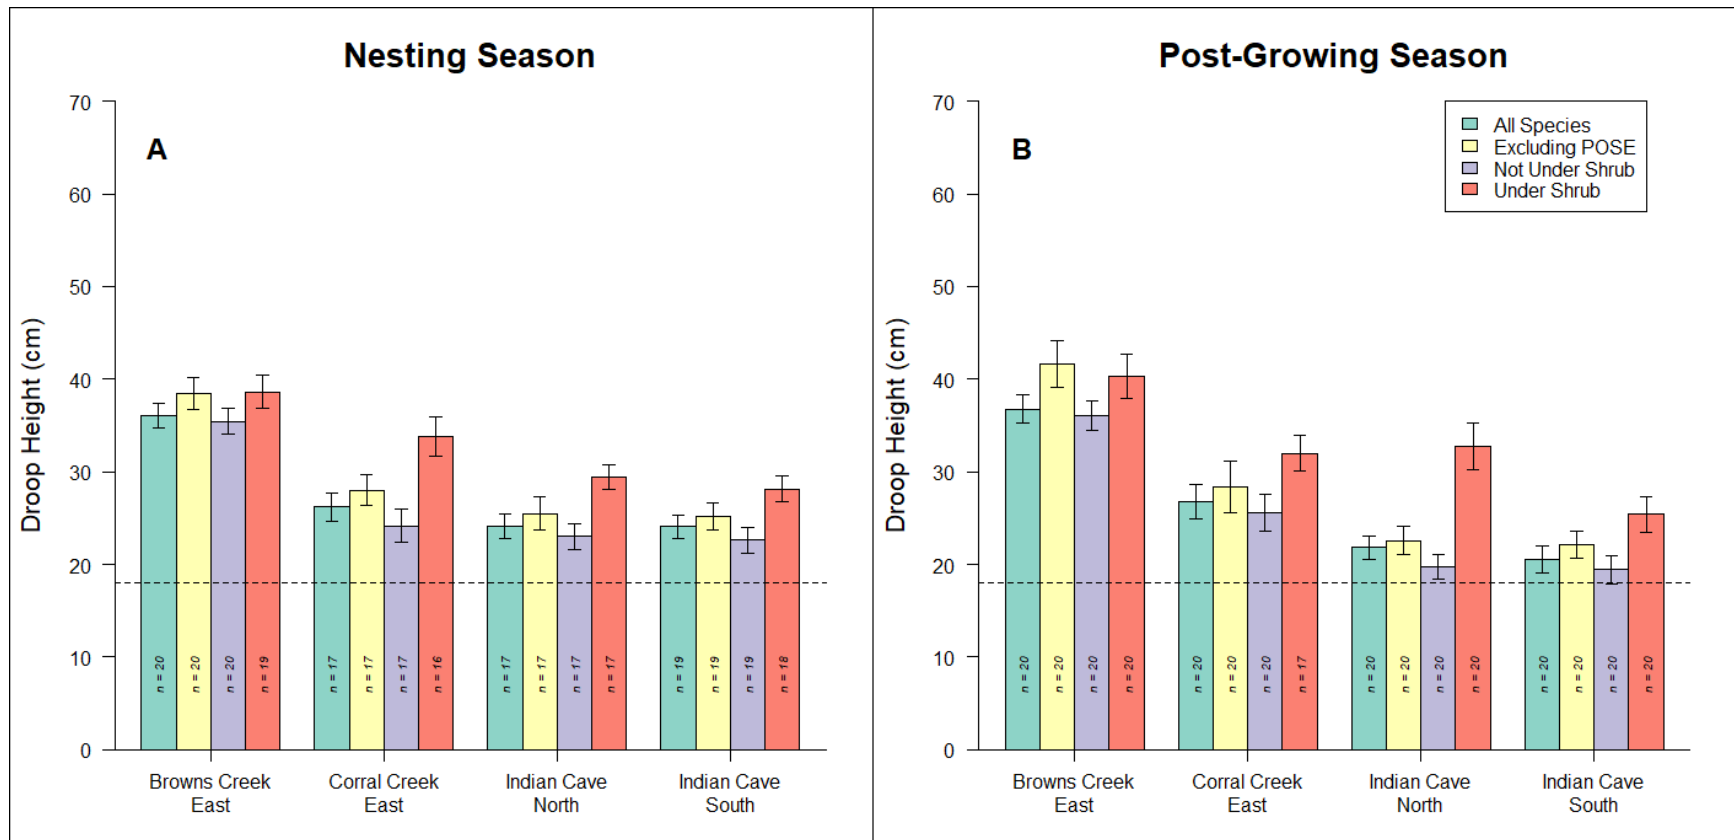 Nesting Season
A
Droop Height (cm)
70
60
50
40
30
20
10
0
n = 20
n = 20
n = 20
n = 19
n = 17
n = 17
n = 17
n = 16
n = 17
n = 17
n = 17
n = 17
n = 19
n = 19
n = 19
n = 18
Browns Creek
East
Corral Creek
East
Indian Cave
North
Indian Cave
South
Post-Growing Season
B
All Species
Excluding POSE
Not Under Shrub
Under Shrub
Droop Height (cm)
70
60
50
40
30
20
10
0
n = 20
n = 20
n = 20
n = 20
n = 20
n = 20
n = 20
n = 17
n = 20
n = 20
n = 20
n = 20
n = 20
n = 20
n = 20
n = 20
Browns Creek
East
Corral Creek
East
Indian Cave
North
Indian Cave
South